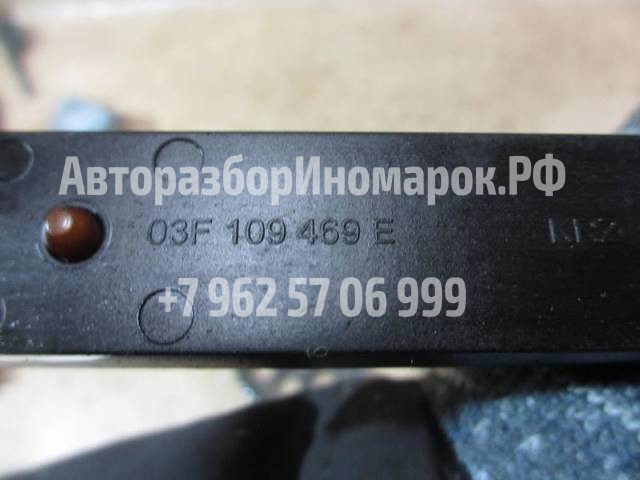 АвторазборИномарок.РФ
03F 109 469 E
+7 962 57 06 999